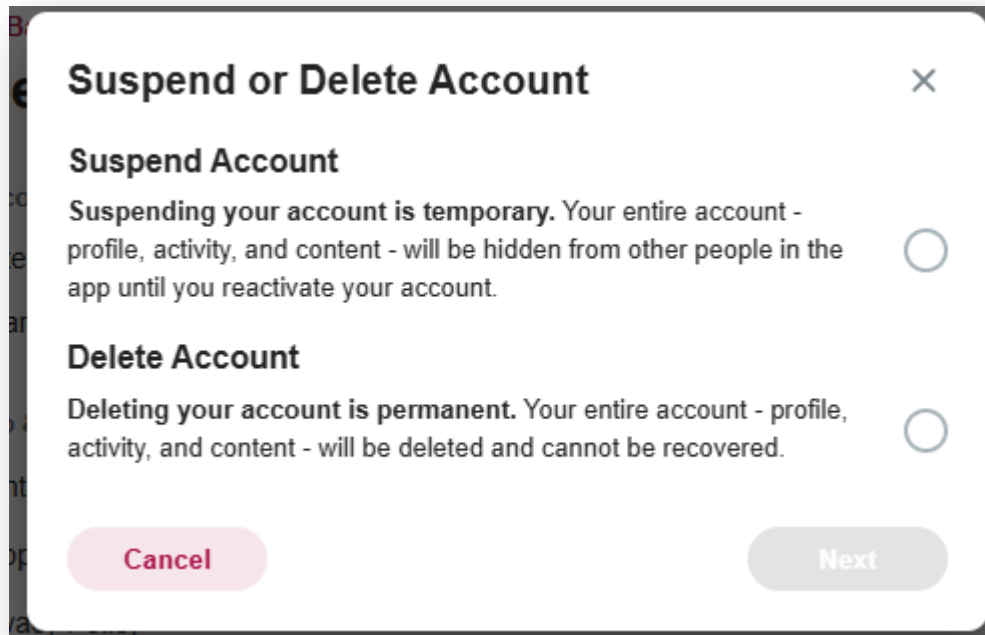 Suspend or Delete Account
Suspend Account
Suspending your account is temporary. Your entire account -
profile, activity, and content - will be hidden from other people in the
app until you reactivate your account.
Delete Account
Deleting your account is permanent. Your entire account - profile,
activity, and content - will be deleted and cannot be recovered.
Cancel
Next